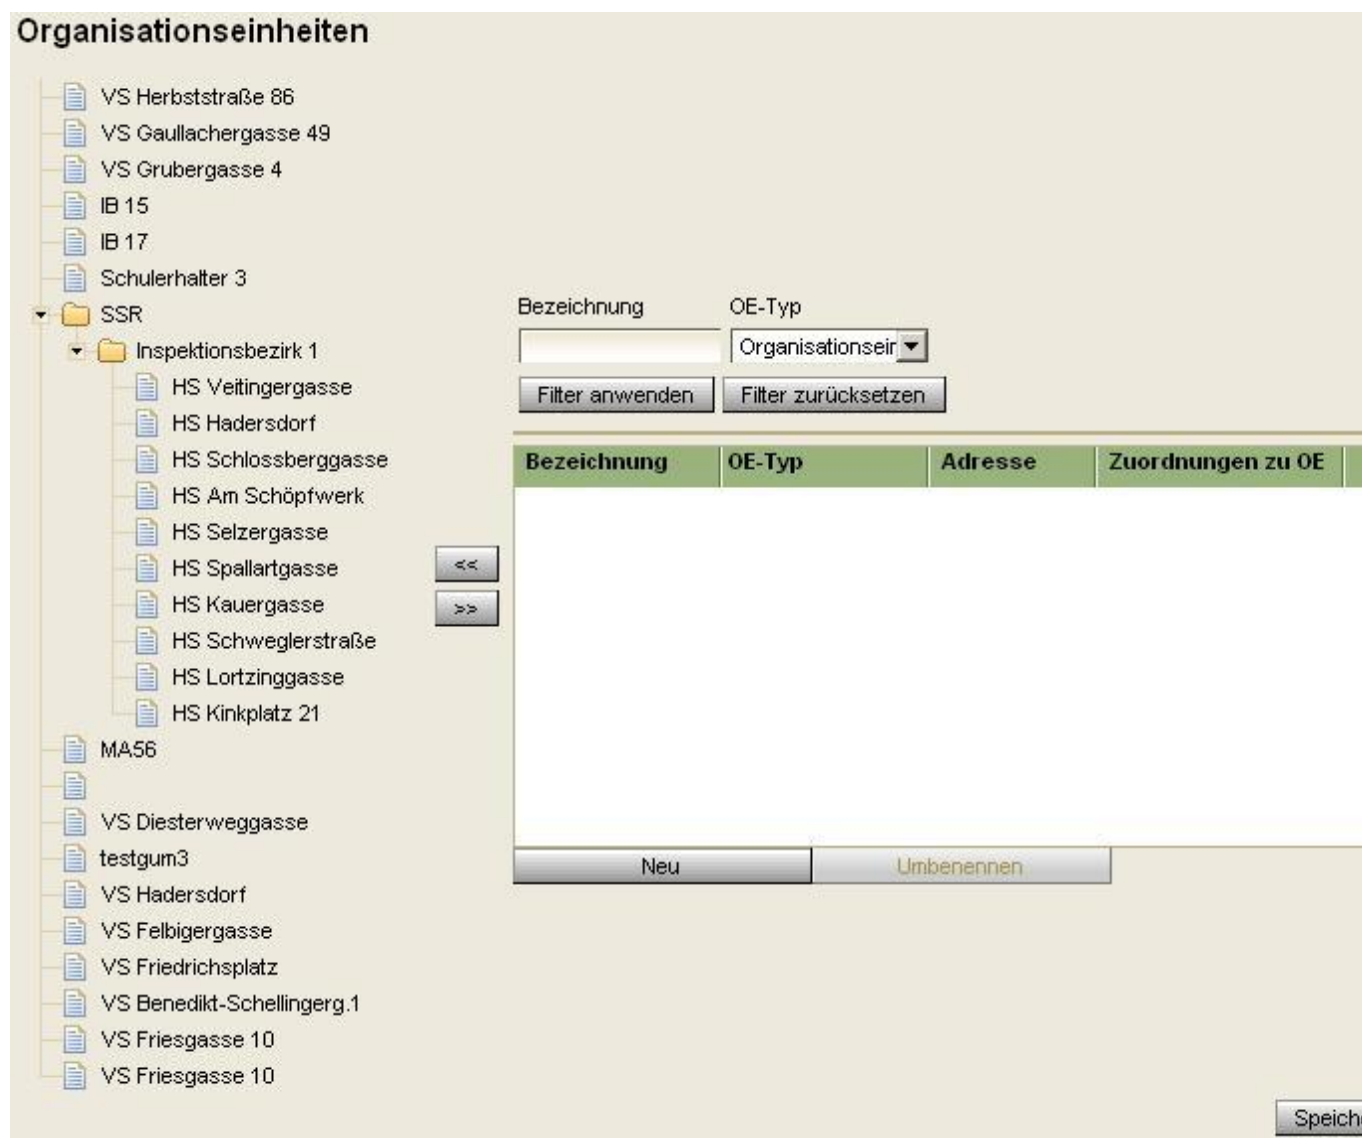 Organisationseinheiten
VS Herbststraße 86
VS Gaullachergasse 49
VS Grubergasse 4
IB 15
IB 17
Schulerhalter 3
SSR
Inspektionsbezirk 1
HS Veitingergasse
HS Hadersdorf
HS Schlossberggasse
HS Am Schöpfwerk
HS Selzergasse
HS Spallartgasse
HS Kauergasse
HS Schweglerstraße
HS Lortzinggasse
HS Kinkplatz 21
MA56
VS Diesterweggasse
testgum3
VS Hadersdorf
VS Felbigergasse
VS Friedrichsplatz
VS Benedikt-Schellingerg.1
VS Friesgasse 10
VS Friesgasse 10
<<
>>
Bezeichnung OE-Typ
Organisationseir
Filter anwenden Filter zurücksetzen
Bezeichnung OE-Typ Adresse Zuordnungen zu OE
Neu Umbenennen
Speich